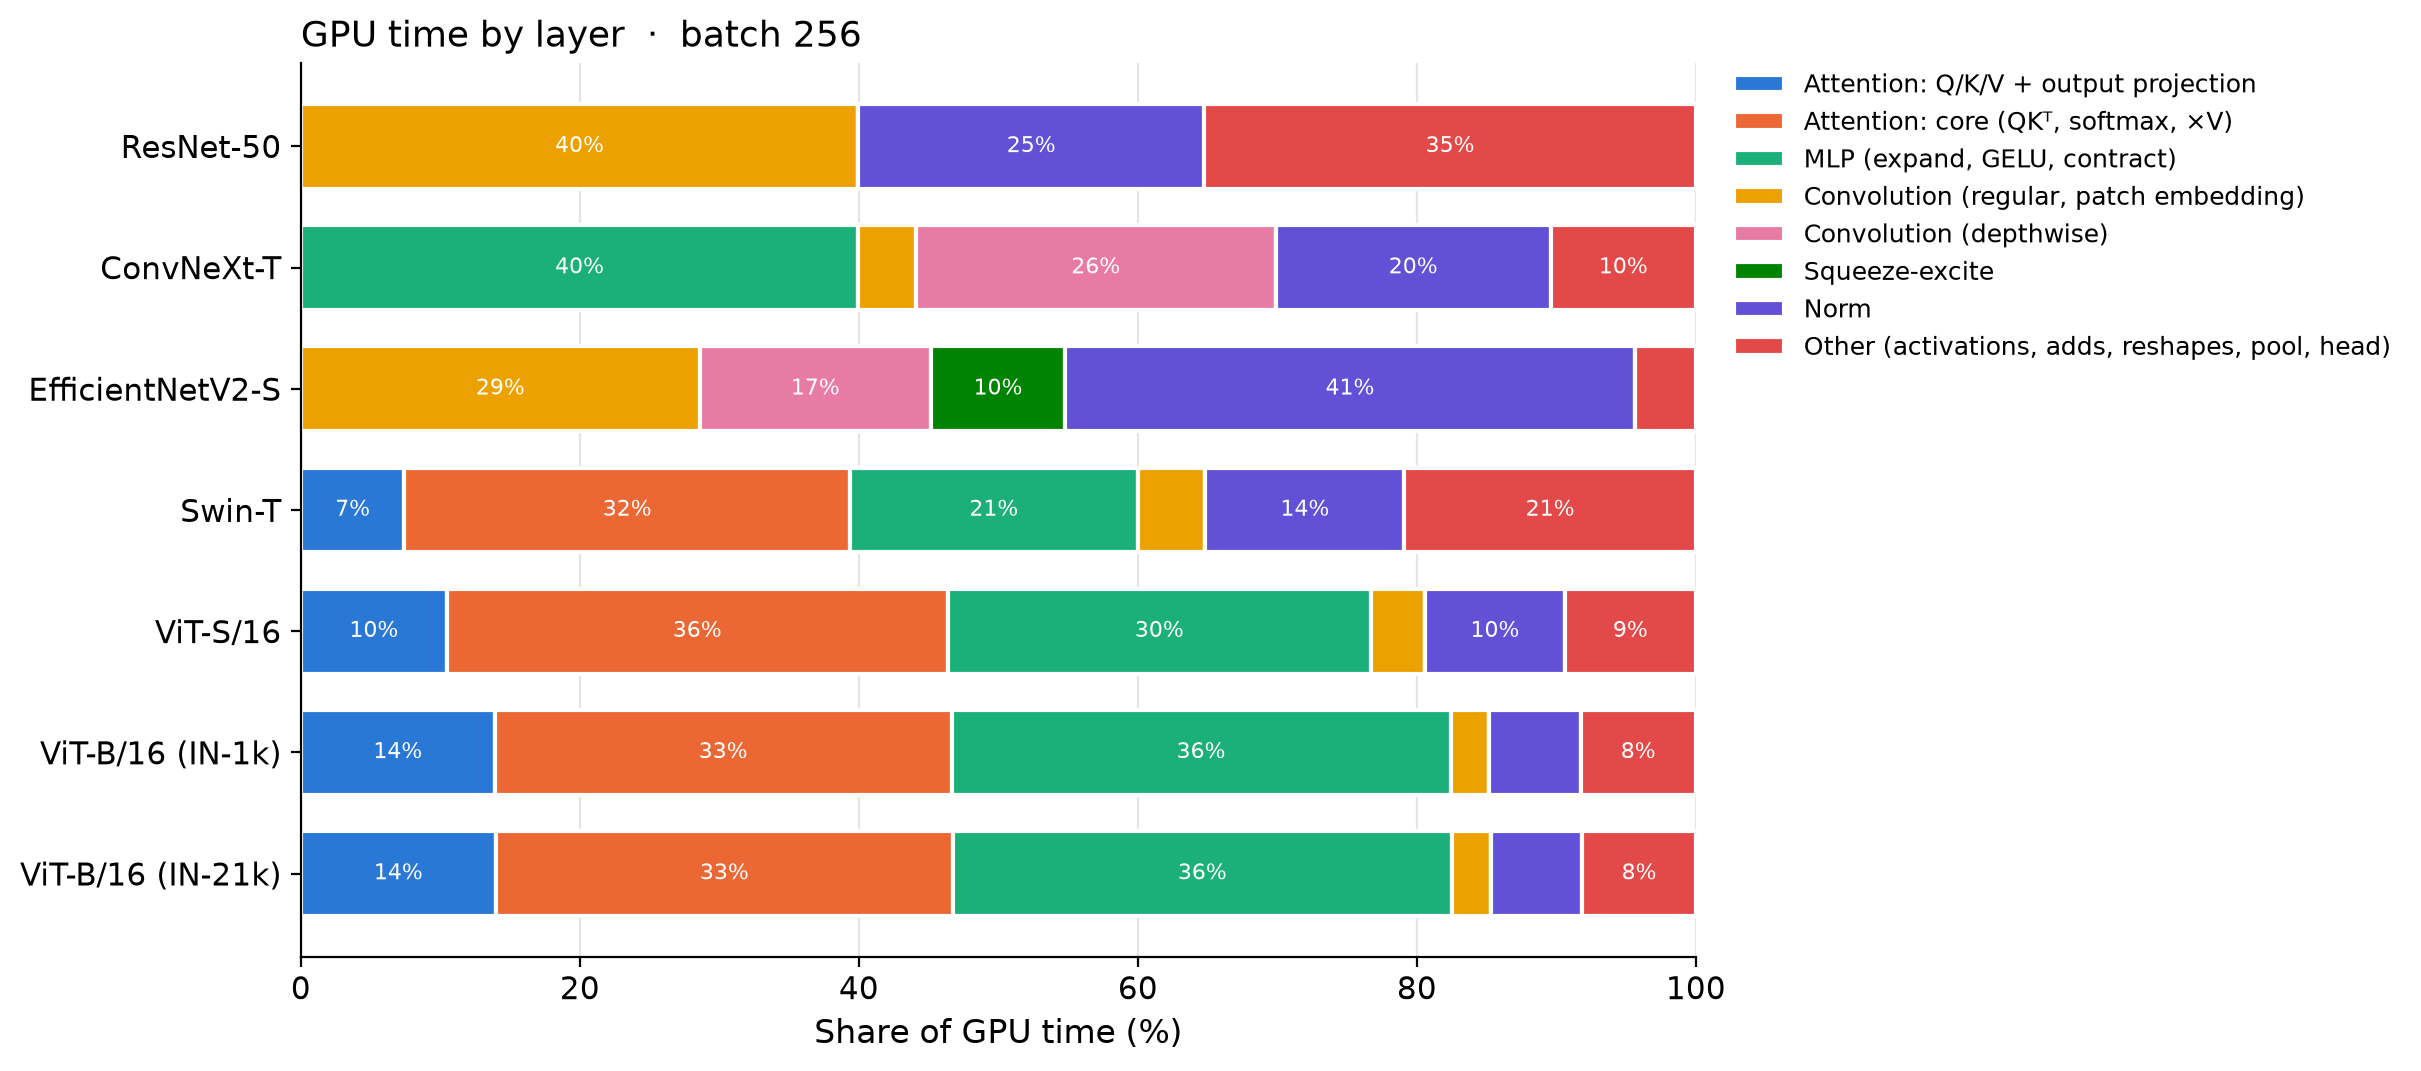 GPU time by layer · batch 256
Attention: Q/K/V + output projection
Attention: core (QKᵀ, softmax, ×V)
MLP (expand, GELU, contract)
Convolution (regular, patch embedding)
Convolution (depthwise)
Squeeze-excite
Norm
Other (activations, adds, reshapes, pool, head)
ResNet-50 40% 25% 35%
ConvNeXt-T 40% 26% 20% 10%
EfficientNetV2-S 29% 17% 10% 41%
Swin-T 7% 32% 21% 14% 21%
ViT-S/16 10% 36% 30% 10% 9%
ViT-B/16 (IN-1k) 14% 33% 36% 8%
ViT-B/16 (IN-21k) 14% 33% 36% 8%
0 20 40 60 80 100
Share of GPU time (%)